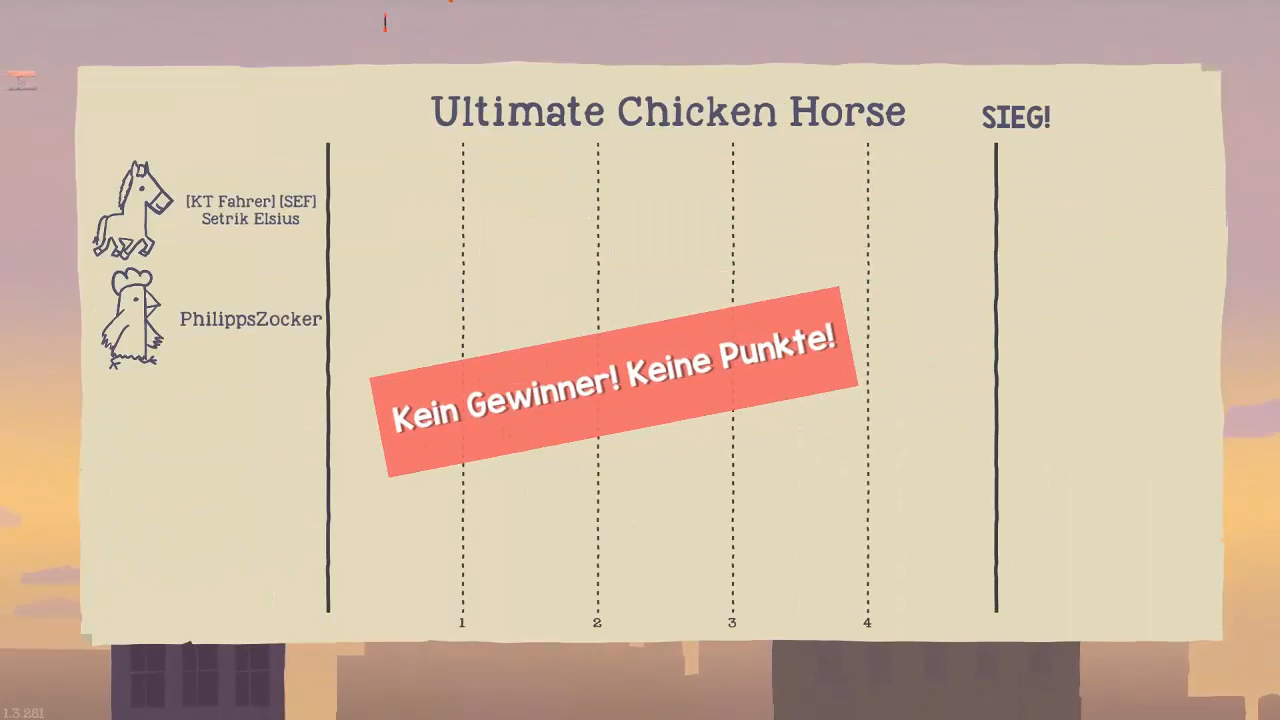 Ultimate Chicken Horse
SIEG!
[KT Fahrer] [SEF]
Setrik Elsius
PhilippsZocker
Kein Gewinner! Keine Punkte!
1 2 3 4
1.3.281